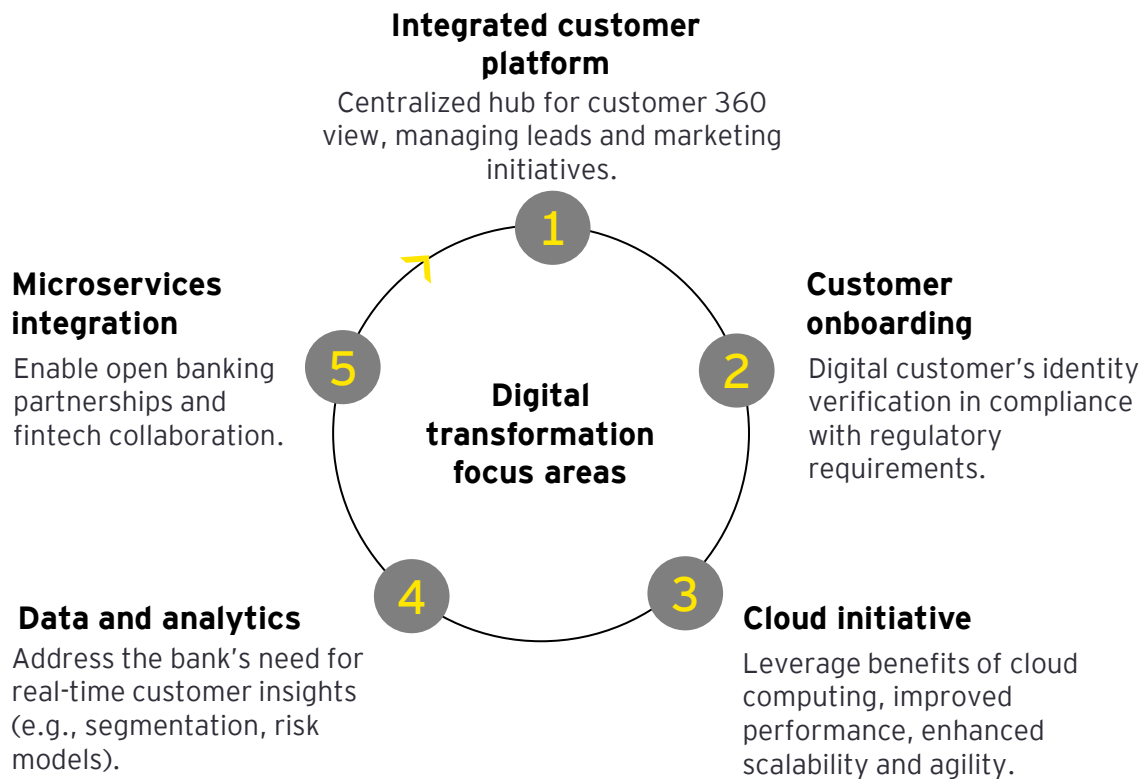 Integrated customer
platform
Centralized hub for customer 360
view, managing leads and marketing
initiatives.
1
Customer
onboarding
Digital customer’s identity
verification in compliance
with regulatory
requirements.
2
Cloud initiative
Leverage benefits of cloud
computing, improved
performance, enhanced
scalability and agility.
3
Data and analytics
Address the bank’s need for
real-time customer insights
(e.g., segmentation, risk
models).
4
Microservices
integration
Enable open banking
partnerships and
fintech collaboration.
5
Digital
transformation
focus areas